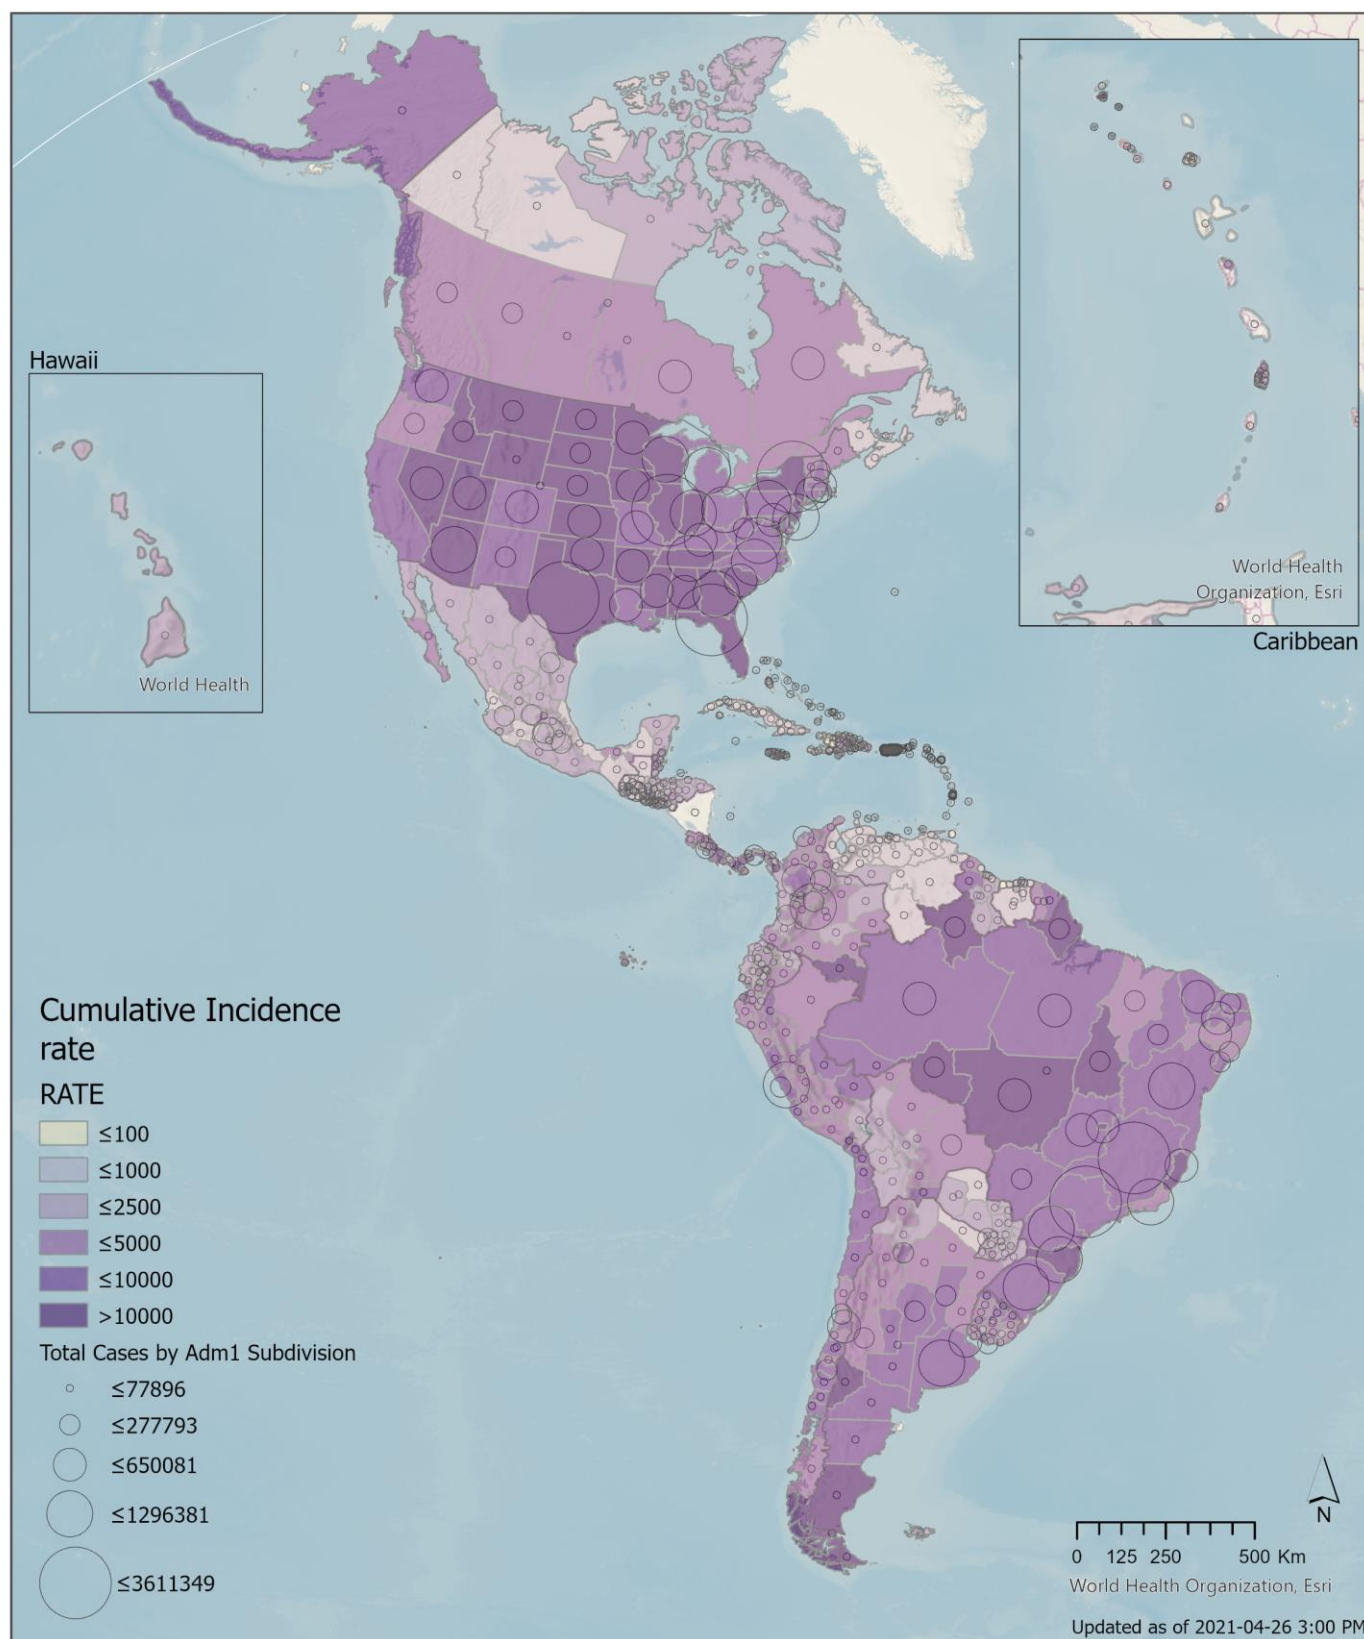 Hawaii
World Health
World Health
Organization, Esri
Caribbean
Cumulative Incidence
rate
RATE
≤100
≤1000
≤2500
≤5000
≤10000
>10000
Total Cases by Adm1 Subdivision
≤77896
≤277793
≤650081
≤1296381
≤3611349
N
0 125 250 500 Km
World Health Organization, Esri
Updated as of 2021-04-26 3:00 PM